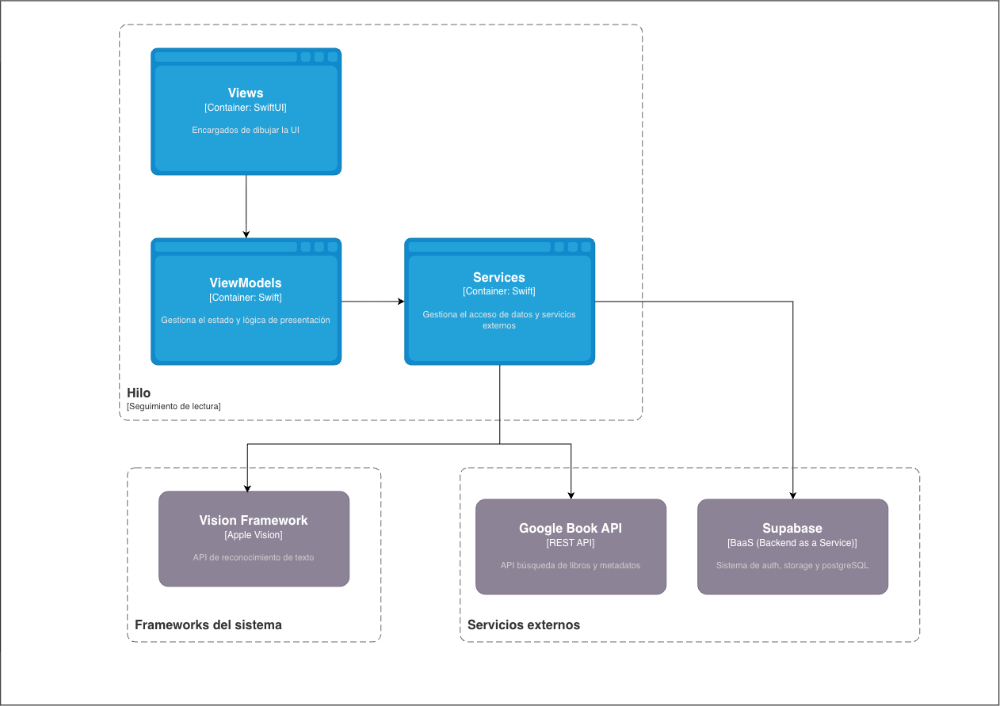 Views
[Container: SwiftUI]
Encargados de dibujar la UI
ViewModels
[Container: Swift]
Gestiona el estado y lógica de presentación
Services
[Container: Swift]
Gestiona el acceso de datos y servicios
externos
Hilo
[Seguimiento de lectura]
Vision Framework
[Apple Vision]
API de reconocimiento de texto
Frameworks del sistema
Google Book API
[REST API]
API búsqueda de libros y metadatos
Supabase
[BaaS (Backend as a Service)]
Sistema de auth, storage y postgreSQL
Servicios externos